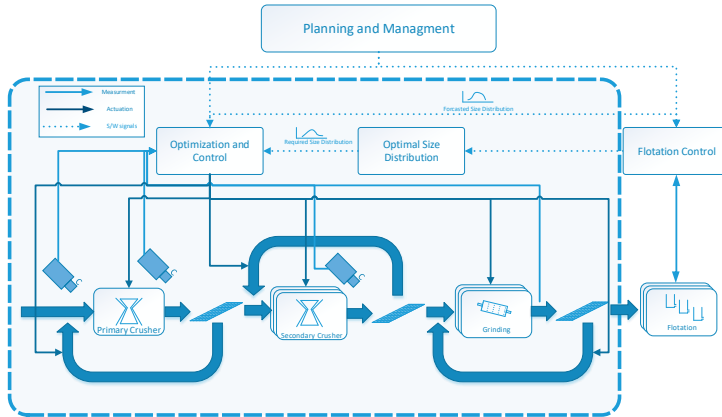 Planning and Managment
Measurment
Actuation
S/W signals
Forcasted Size Distribution
Required Size Distribution
Optimization and
Control
Optimal Size
Distribution
Flotation Control
Primary Crusher
Secondary Crusher
Grinding
Flotation